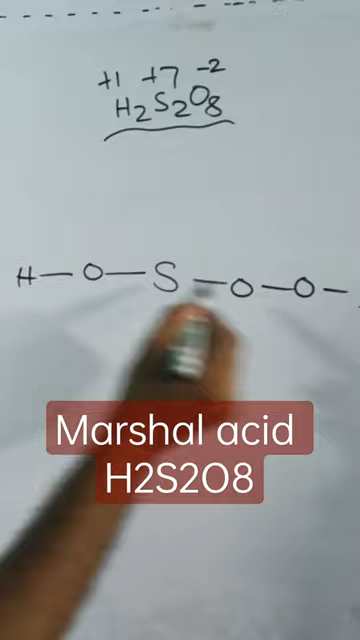 +1 +7 -2
H2S2O8
H—O—S—O—O—
Marshal acid
H2S2O8